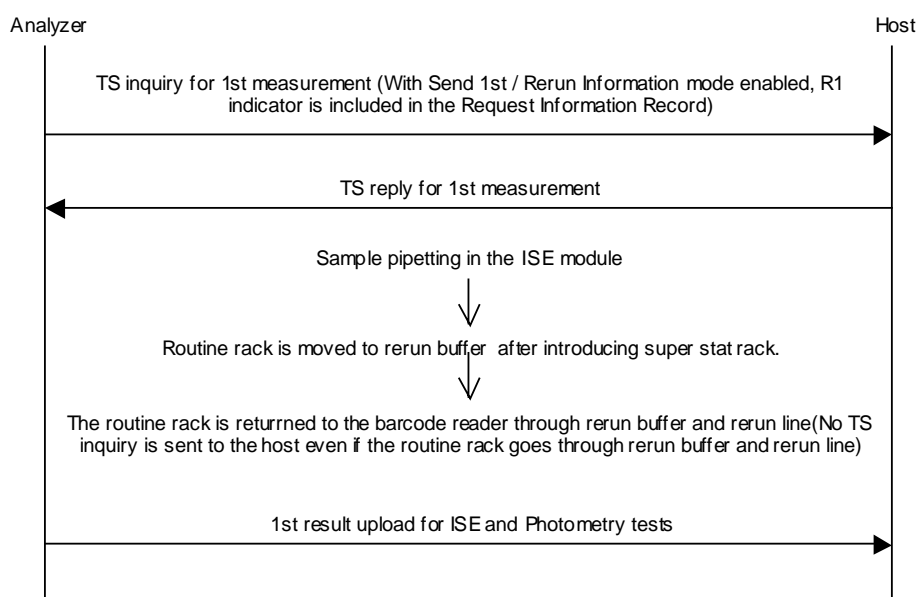 Analyzer
Host
TS inquiry for 1st measurement (With Send 1st / Rerun Information mode enabled, R1
indicator is included in the Request Information Record)
TS reply for 1st measurement
Sample pipetting in the ISE module
Routine rack is moved to rerun buffer after introducing super stat rack.
The routine rack is returrned to the barcode reader through rerun buffer and rerun line(No TS
inquiry is sent to the host even if the routine rack goes through rerun buffer and rerun line)
1st result upload for ISE and Photometry tests